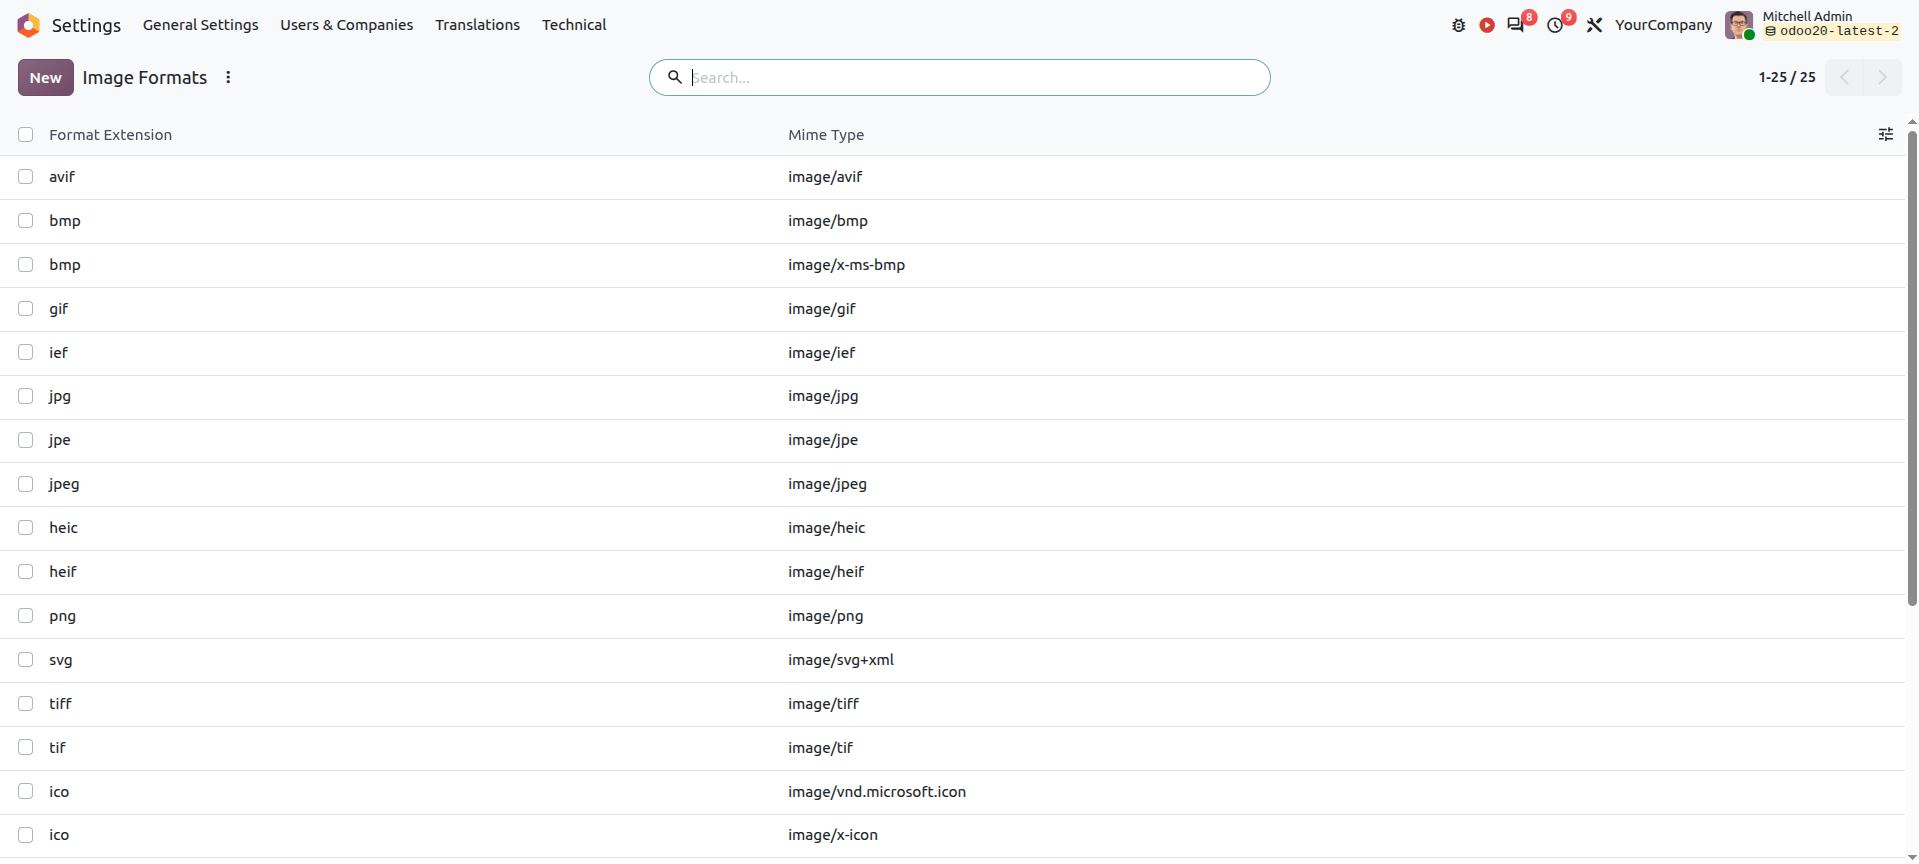 Settings General Settings Users & Companies Translations Technical 8 9 YourCompany Mitchell Admin
odoo20-latest-2
New Image Formats Search... 1-25 / 25
Format Extension Mime Type
avif image/avif
bmp image/bmp
bmp image/x-ms-bmp
gif image/gif
ief image/ief
jpg image/jpg
jpe image/jpe
jpeg image/jpeg
heic image/heic
heif image/heif
png image/png
svg image/svg+xml
tiff image/tiff
tif image/tif
ico image/vnd.microsoft.icon
ico image/x-icon